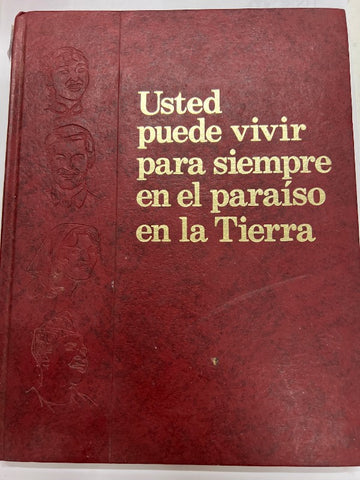 Usted
puede vivir
para siempre
en el paraíso
en la Tierra